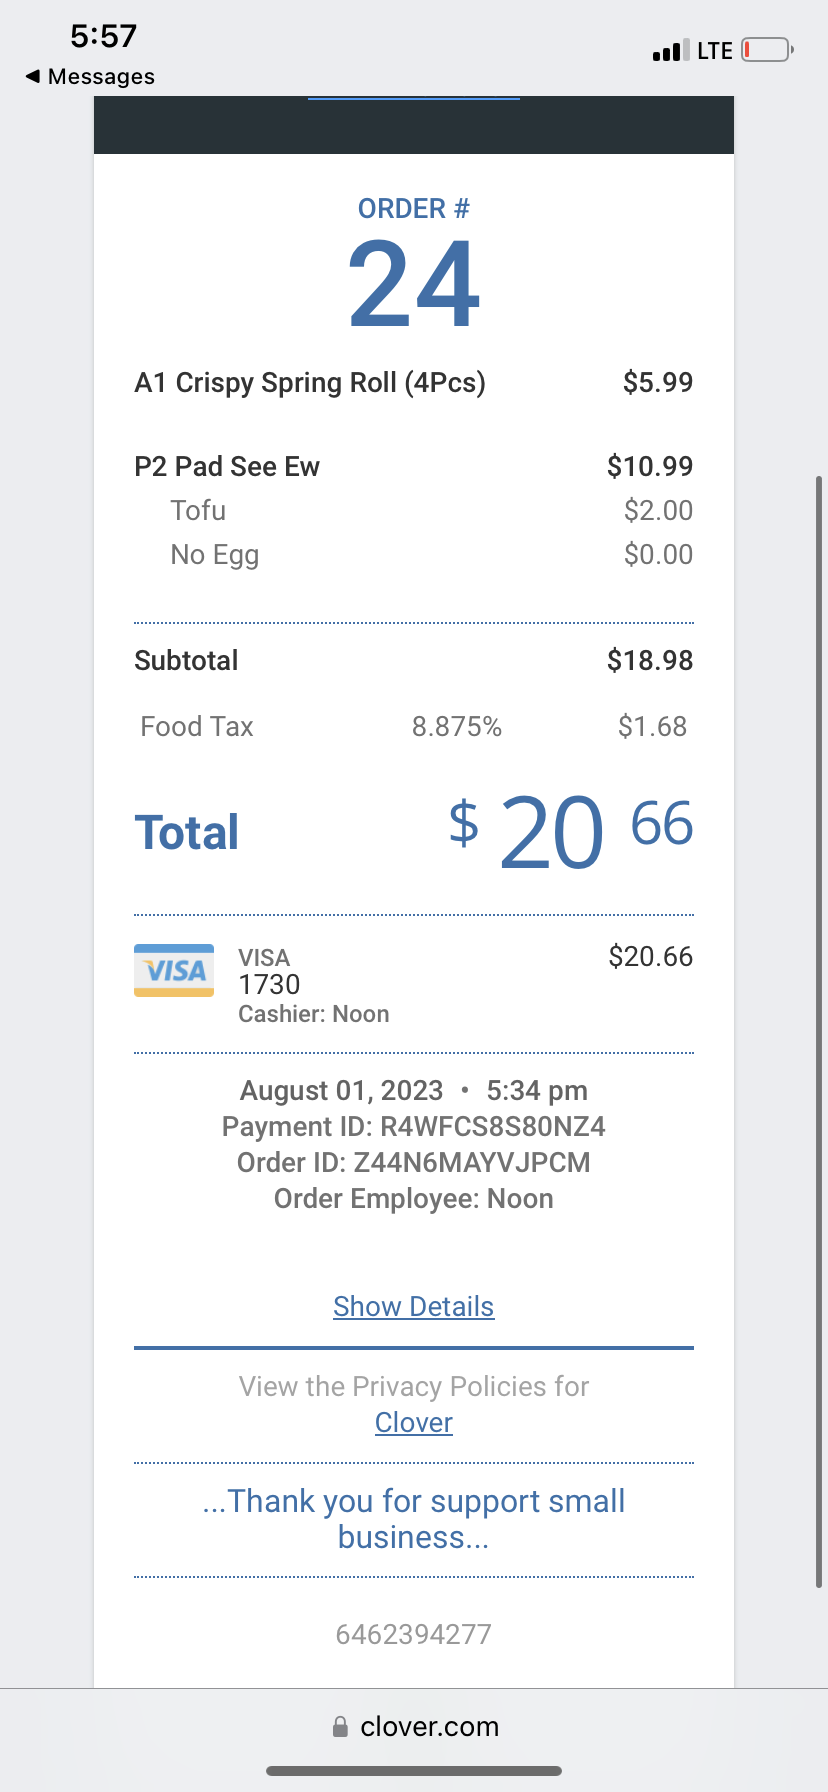 5:57
LTE
◀ Messages
ORDER #
24
A1 Crispy Spring Roll (4Pcs) $5.99
P2 Pad See Ew $10.99
Tofu $2.00
No Egg $0.00
Subtotal $18.98
Food Tax 8.875% $1.68
Total $ 20 66
VISA VISA $20.66
1730
Cashier: Noon
August 01, 2023 • 5:34 pm
Payment ID: R4WFCS8S80NZ4
Order ID: Z44N6MAYVJPCM
Order Employee: Noon
Show Details
View the Privacy Policies for
Clover
...Thank you for support small
business...
6462394277
clover.com